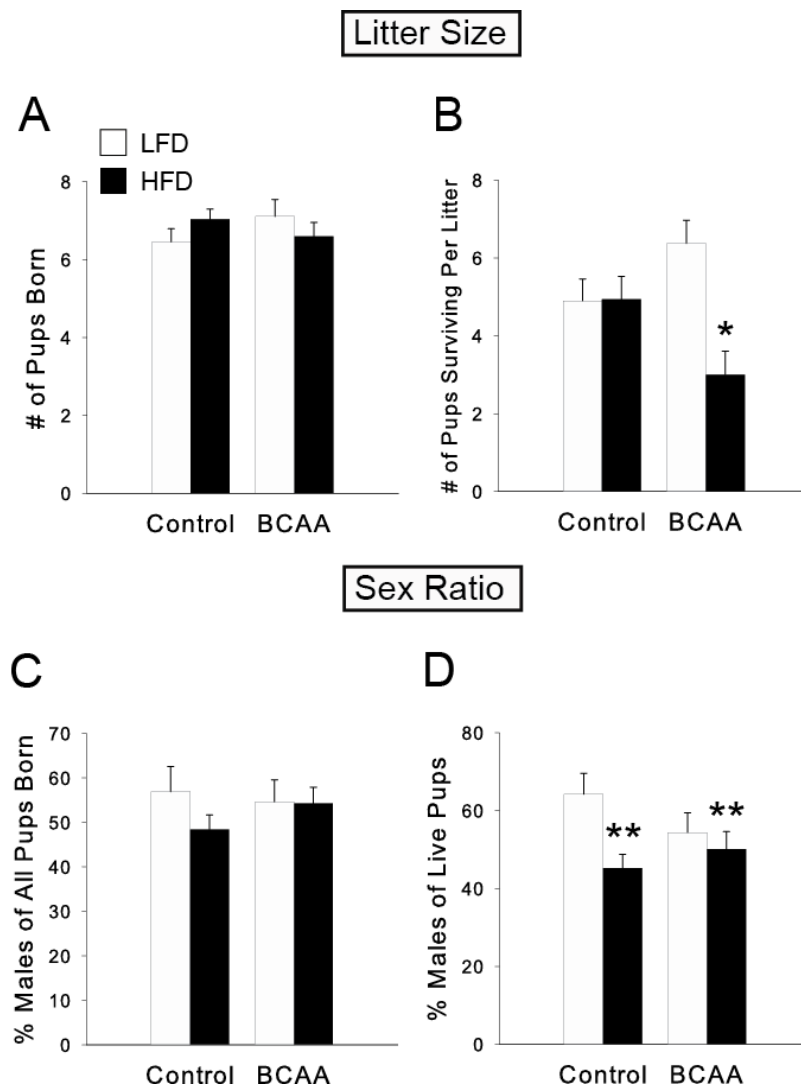 Litter Size
A
B
LFD
HFD
# of Pups Born
8
6
4
2
0
Control BCAA
# of Pups Surviving Per Litter
8
6
4
2
0
*
Control BCAA
Sex Ratio
C
D
% Males of All Pups Born
70
60
50
40
30
20
10
0
Control BCAA
% Males of Live Pups
80
60
40
20
0
**
**
Control BCAA